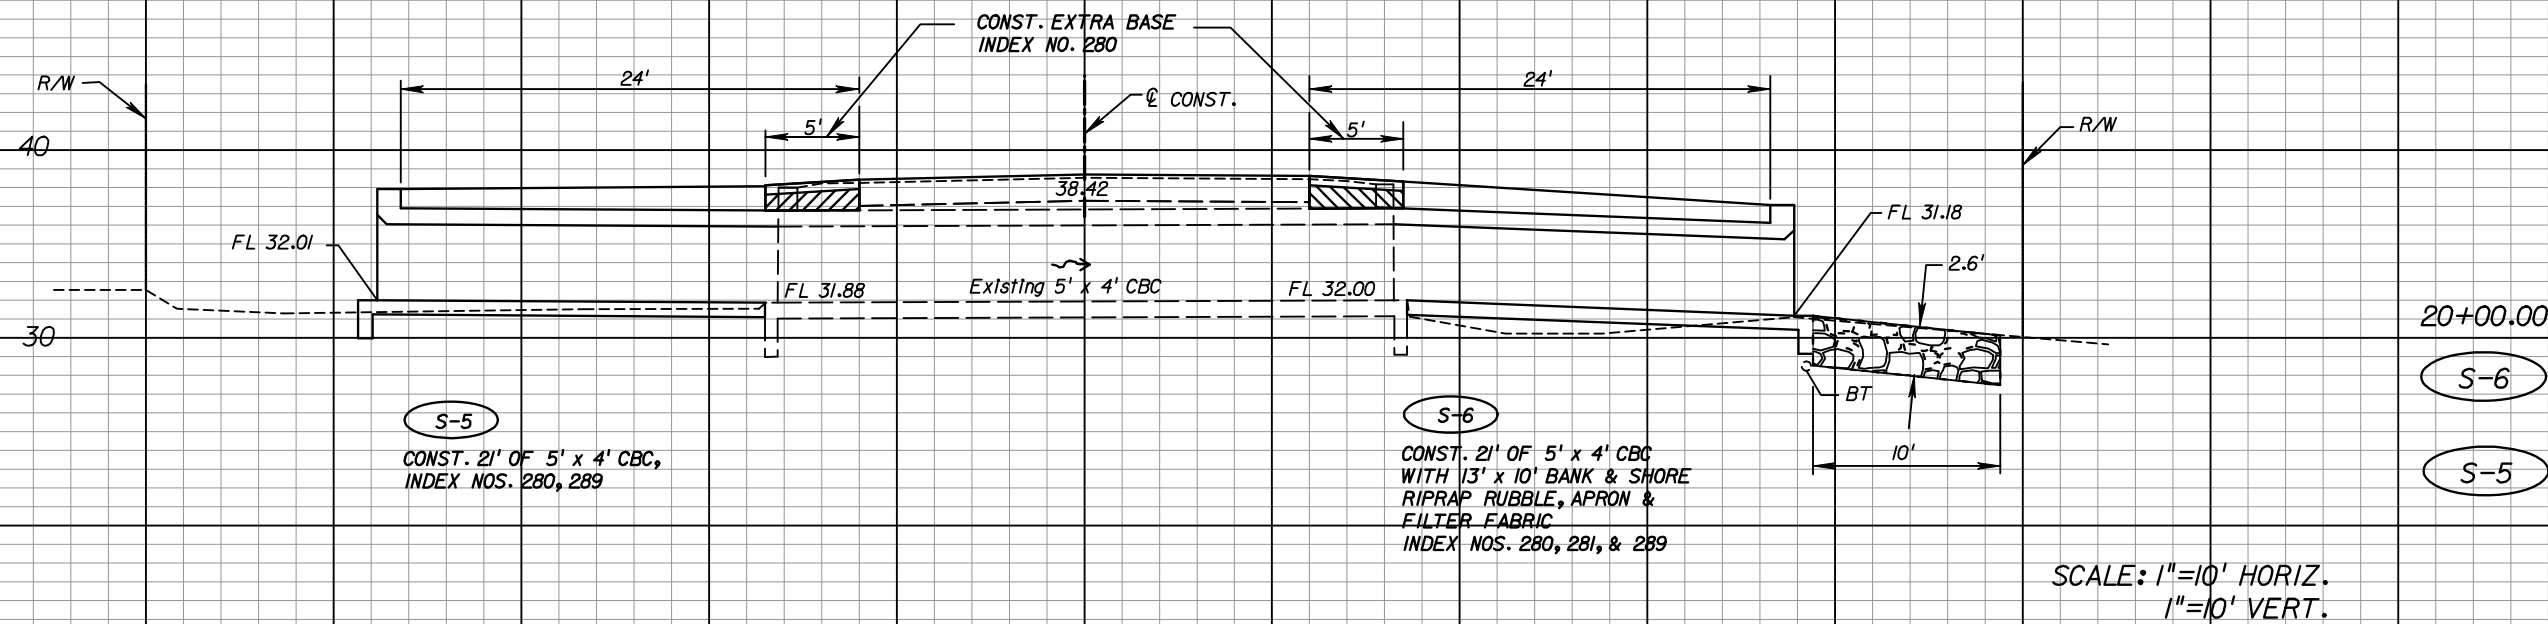 CONST. EXTRA BASE
INDEX NO. 280
R/W
24'
24'
℄ CONST.
5'
5'
R/W
40
38.42
FL 31.18
FL 32.01
2.6'
Existing 5' x 4' CBC
FL 31.88
FL 32.00
30
20+00.00
S-6
BT
S-5
S-6
CONST. 21' OF 5' x 4' CBC,
INDEX NOS. 280, 289
CONST. 21' OF 5' x 4' CBC
WITH 13' x 10' BANK & SHORE
RIPRAP RUBBLE, APRON &
FILTER FABRIC
INDEX NOS. 280, 281, & 289
10'
S-5
SCALE: 1"=10' HORIZ.
1"=10' VERT.